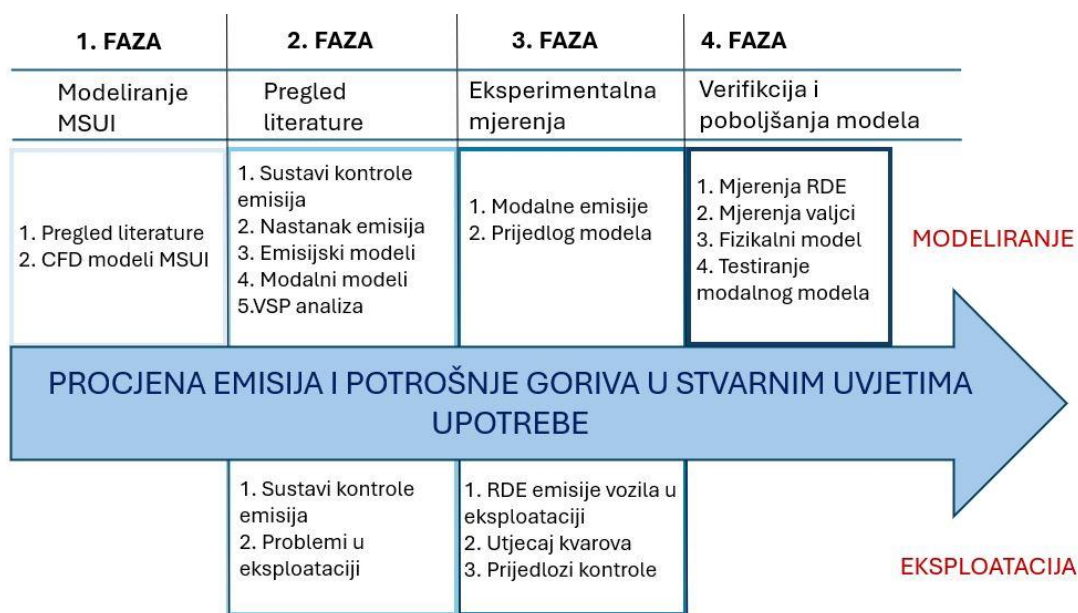 1. FAZA
2. FAZA
3. FAZA
4. FAZA
Modeliranje
MSUI
Pregled
literature
Eksperimentalna
mjerenja
Verifikcija i
poboljšanja modela
1. Pregled literature
2. CFD modeli MSUI
1. Sustavi kontrole
emisija
2. Nastanak emisija
3. Emisijski modeli
4. Modalni modeli
5.VSP analiza
1. Modalne emisije
2. Prijedlog modela
1. Mjerenja RDE
2. Mjerenja valjci
3. Fizikalni model
4. Testiranje
modalnog modela
MODELIRANJE
PROCJENA EMISIJA I POTROŠNJE GORIVA U STVARNIM UVJETIMA
UPOTREBE
1. Sustavi kontrole
emisija
2. Problemi u
eksploataciji
1. RDE emisije vozila u
eksploataciji
2. Utjecaj kvarova
3. Prijedlozi kontrole
EKSPLOATACIJA